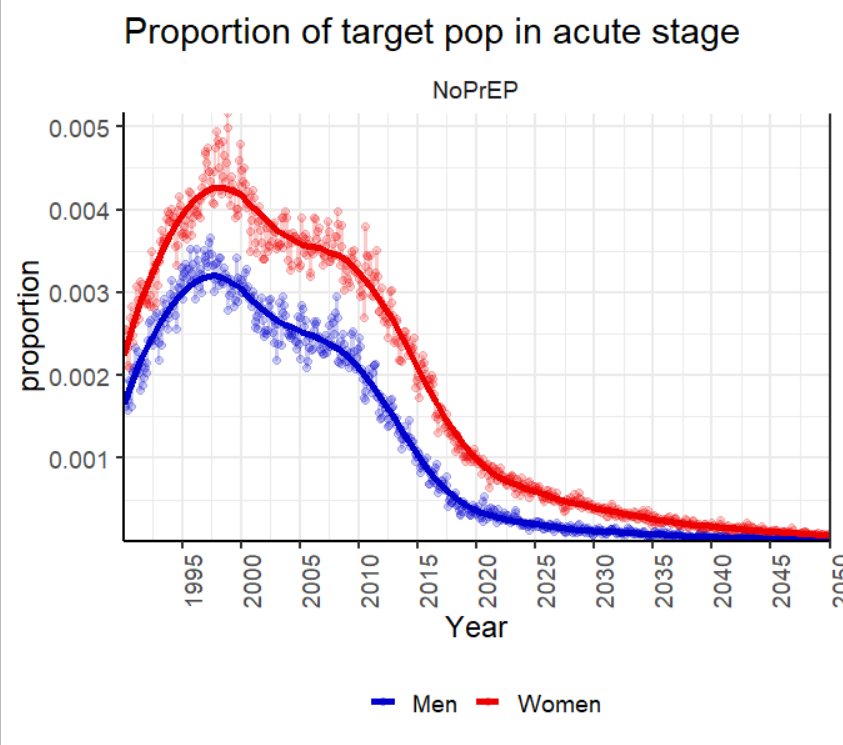 Proportion of target pop in acute stage
NoPrEP
proportion
0.005
0.004
0.003
0.002
0.001
1995 2000 2005 2010 2015 2020 2025 2030 2035 2040 2045 2050
Year
Men Women